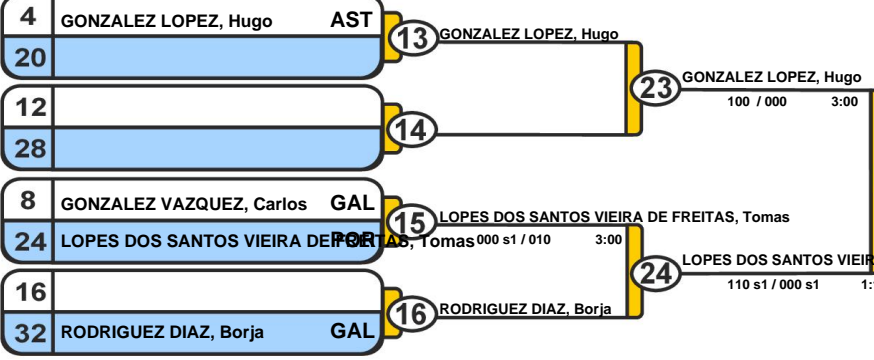 4 GONZALEZ LOPEZ, Hugo AST
20
13 GONZALEZ LOPEZ, Hugo
12
28
14
23 GONZALEZ LOPEZ, Hugo
100 / 000 3:00
8 GONZALEZ VAZQUEZ, Carlos GAL
24 LOPES DOS SANTOS VIEIRA DE FREITAS, Tomas POR
15 LOPES DOS SANTOS VIEIRA DE FREITAS, Tomas
000 s1 / 010 3:00
16
32 RODRIGUEZ DIAZ, Borja GAL
16 RODRIGUEZ DIAZ, Borja
24 LOPES DOS SANTOS VIEIR
110 s1 / 000 s1